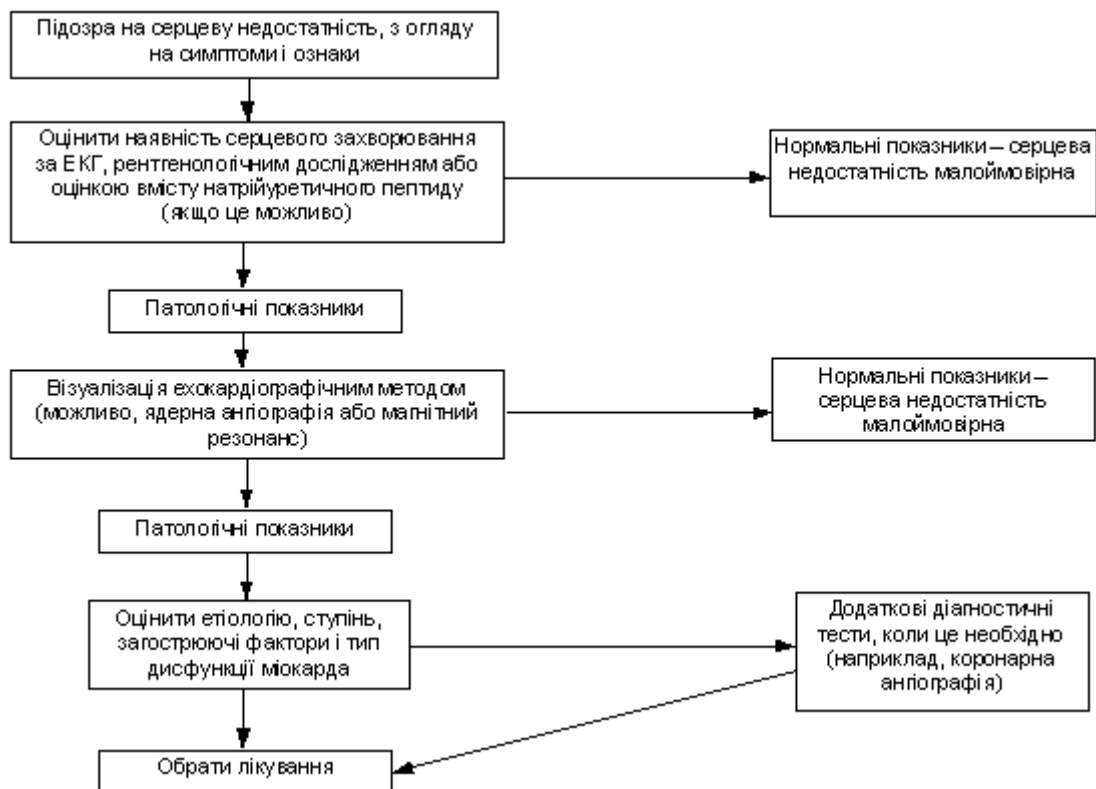 Підозра на серцеву недостатність, з огляду
на симптоми і ознаки
Оцінити наявність серцевого захворювання
за ЕКГ, рентгенологічним дослідженням або
оцінкою вмісту натрійуретичного пептиду
(якщо це можливо)
Нормальні показники – серцева
недостатність малоймовірна
Патологічні показники
Візуалізація ехокардіографічним методом
(можливо, ядерна ангіографія або магнітний
резонанс)
Нормальні показники –
серцева недостатність
малоймовірна
Патологічні показники
Оцінити етіологію, ступінь,
загострюючі фактори і тип
дисфункції міокарда
Додаткові діагностичні
тести, коли це необхідно
(наприклад, коронарна
ангіографія)
Обрати лікування